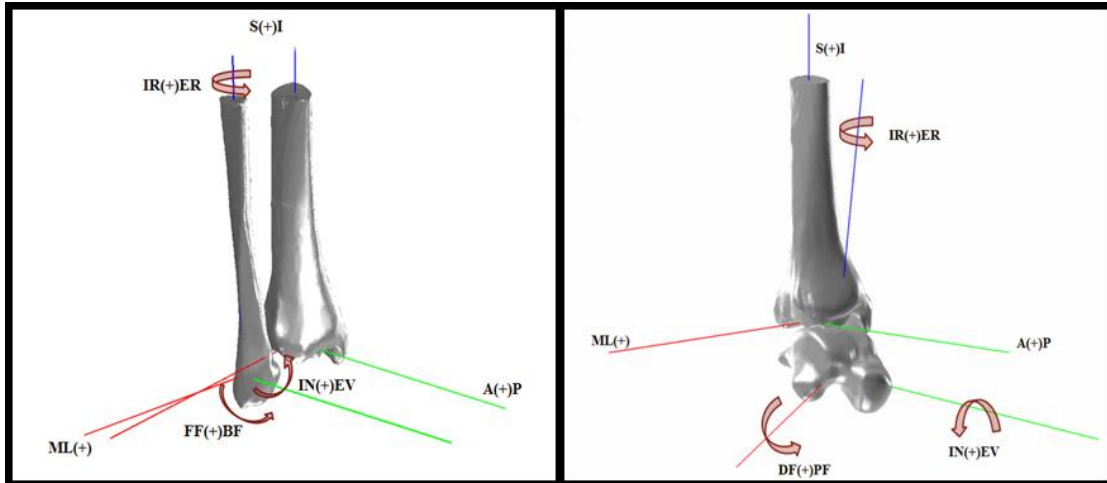 S(+)I
IR(+)ER
IN(+)EV
A(+)P
FF(+)BF
ML(+)
S(+)I
IR(+)ER
ML(+)
A(+)P
IN(+)EV
DF(+)PF